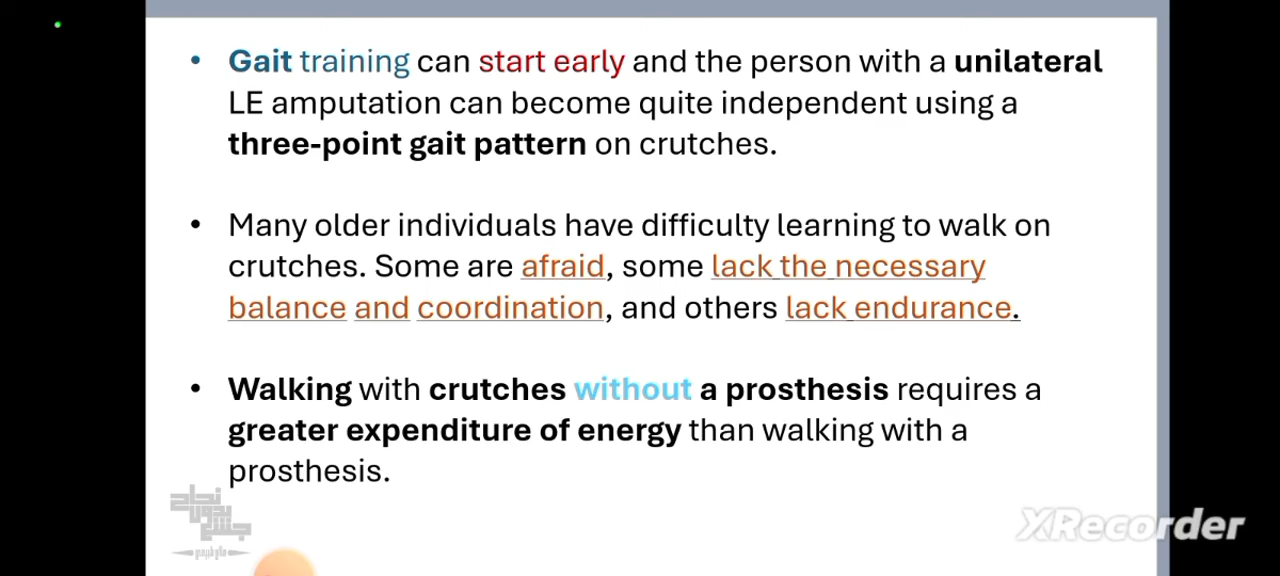 • Gait training can start early and the person with a unilateral
LE amputation can become quite independent using a
three-point gait pattern on crutches.
• Many older individuals have difficulty learning to walk on
crutches. Some are afraid, some lack the necessary
balance and coordination, and others lack endurance.
• Walking with crutches without a prosthesis requires a
greater expenditure of energy than walking with a
prosthesis.
نجاح
بدون
XRecorder